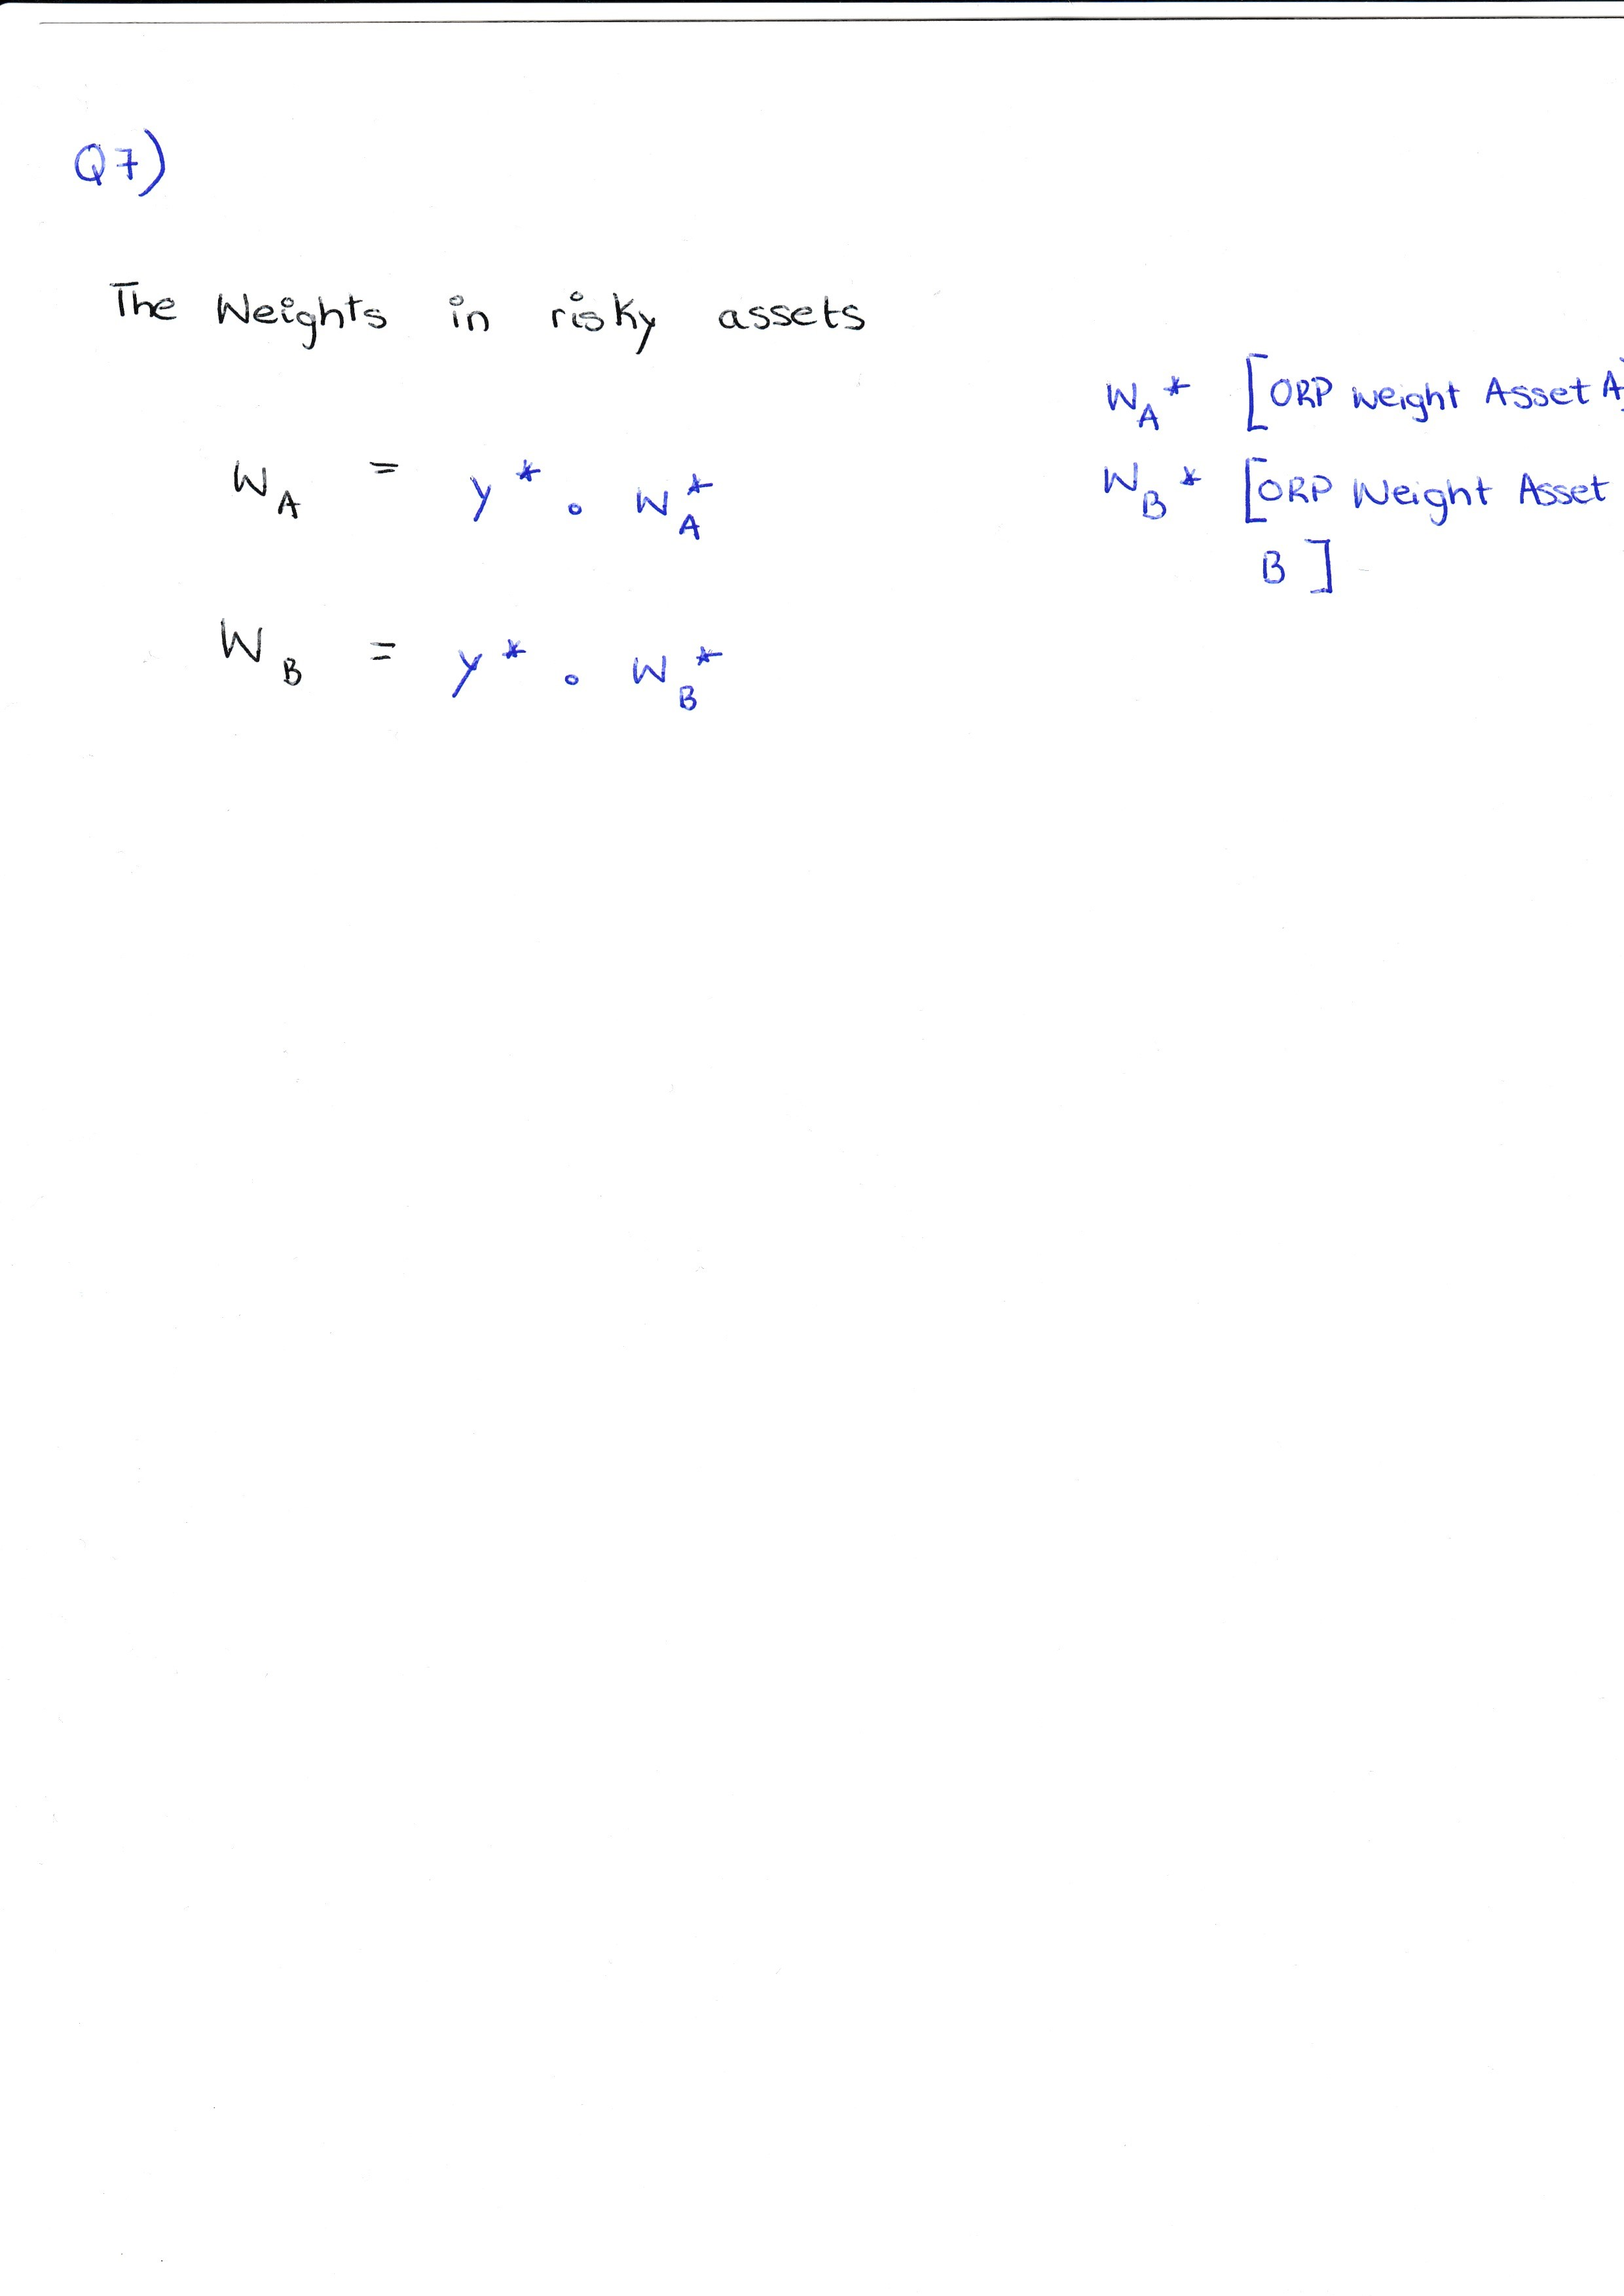 Q7)
The Weights in risky assets
W_A = y* . W_A*
W_B = y* . W_B*
W_A* [ORP weight Asset A]
W_B* [ORP Weight Asset
B]